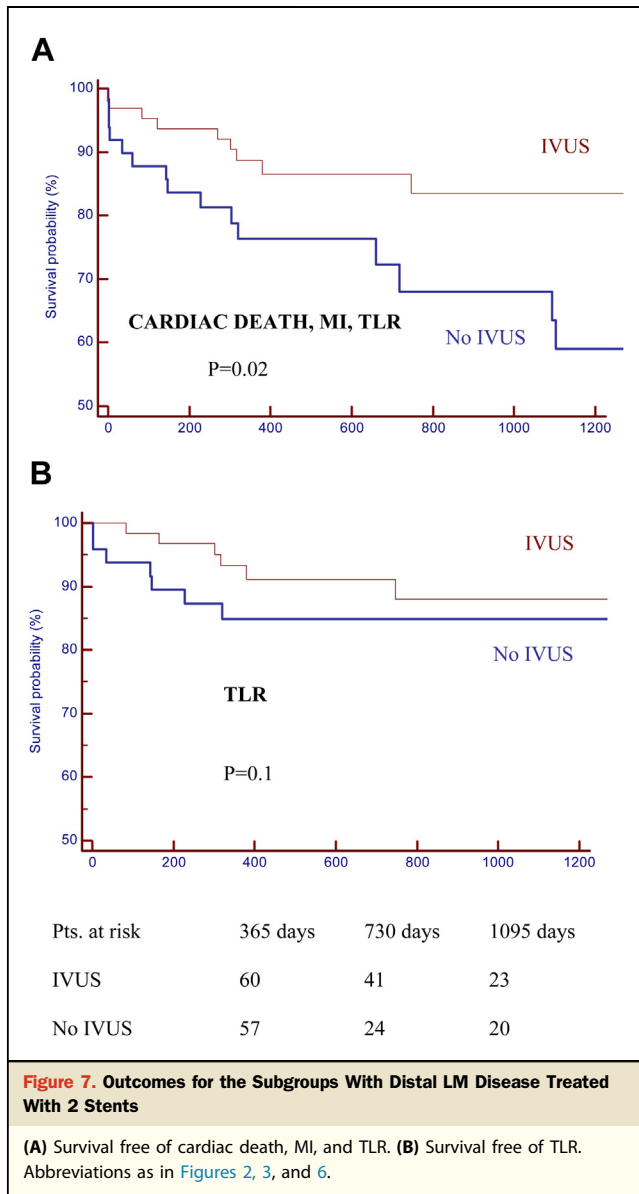 A
100
90
80
70
60
50
Survival probability (%)
IVUS
CARDIAC DEATH, MI, TLR
No IVUS
P=0.02
0 200 400 600 800 1000 1200
B
100
90
80
70
60
50
Survival probability (%)
IVUS
No IVUS
TLR
P=0.1
0 200 400 600 800 1000 1200
Pts. at risk 365 days 730 days 1095 days
IVUS 60 41 23
No IVUS 57 24 20
Figure 7. Outcomes for the Subgroups With Distal LM Disease Treated
With 2 Stents
(A) Survival free of cardiac death, MI, and TLR. (B) Survival free of TLR.
Abbreviations as in Figures 2, 3, and 6.